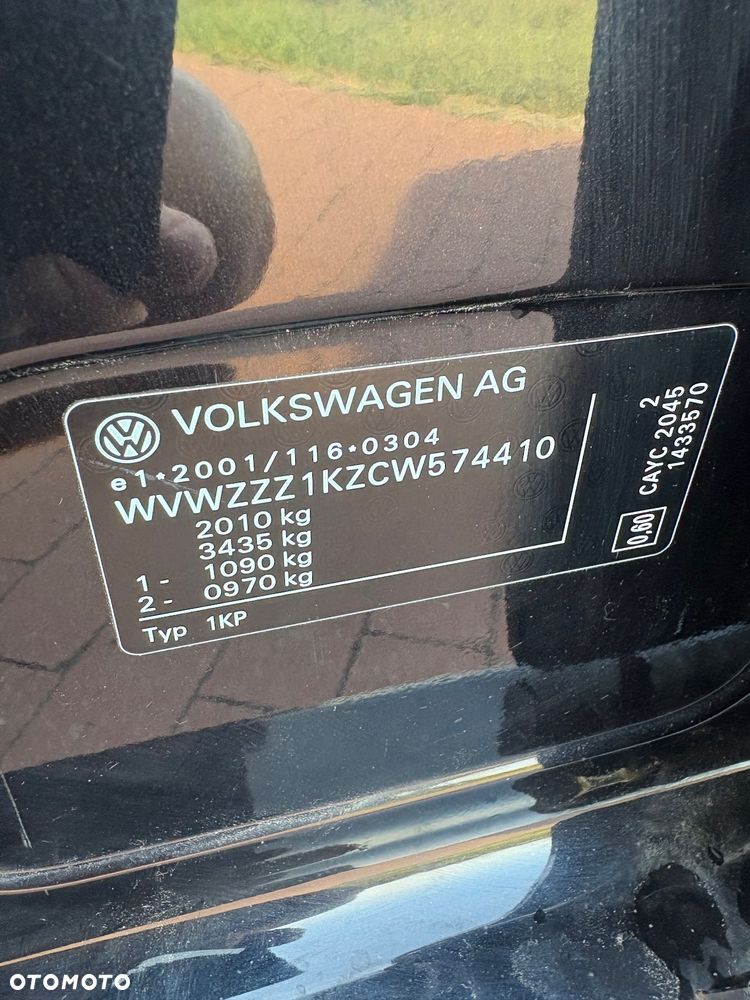 VOLKSWAGEN AG
e1*2001/116*0304
WVWZZZ1KZCW574410
2010 kg
3435 kg
1 - 1090 kg
2 - 0970 kg
Typ 1KP
2
CAYC 2045
1433570
0,60
OTOMOTO